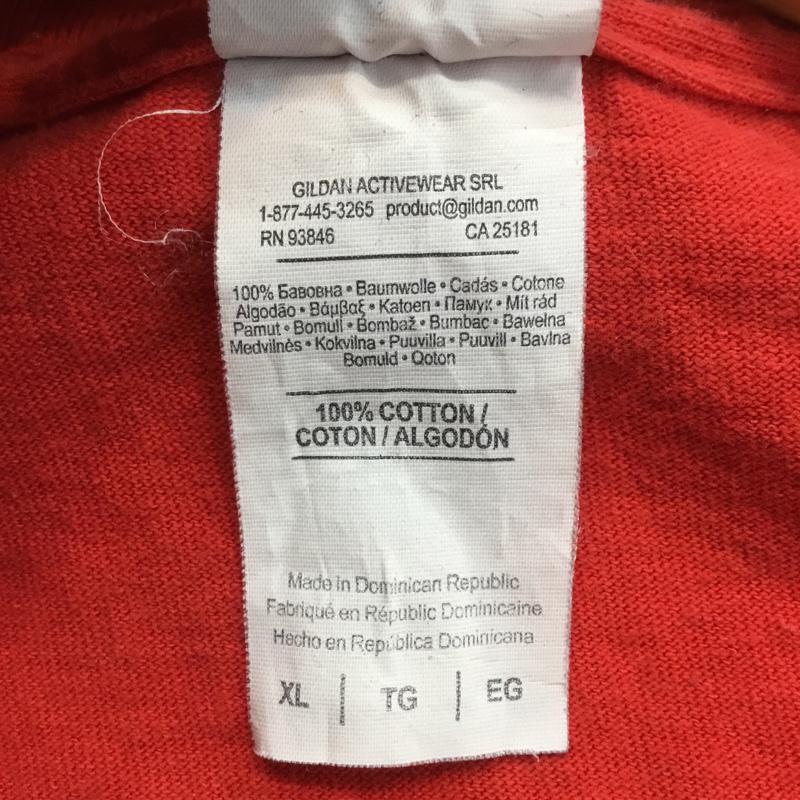 GILDAN ACTIVEWEAR SRL
1-877-445-3265 product@gildan.com
RN 93846 CA 25181
100% Бавовна • Baumwolle • Cadás • Cotone
Algodão • Βάμβαξ • Katoen • Памук • Mit rád
Pamut • Bomull • Bombaž • Bumbac • Bawełna
Medvilnės • Kokvilna • Puuvilla • Puuvill • Bavlna
Bomuld • Qoton
100% COTTON /
COTON / ALGODÓN
Made in Dominican Republic
Fabriqué en Républic Dominicaine
Hecho en República Dominicana
XL | TG | EG